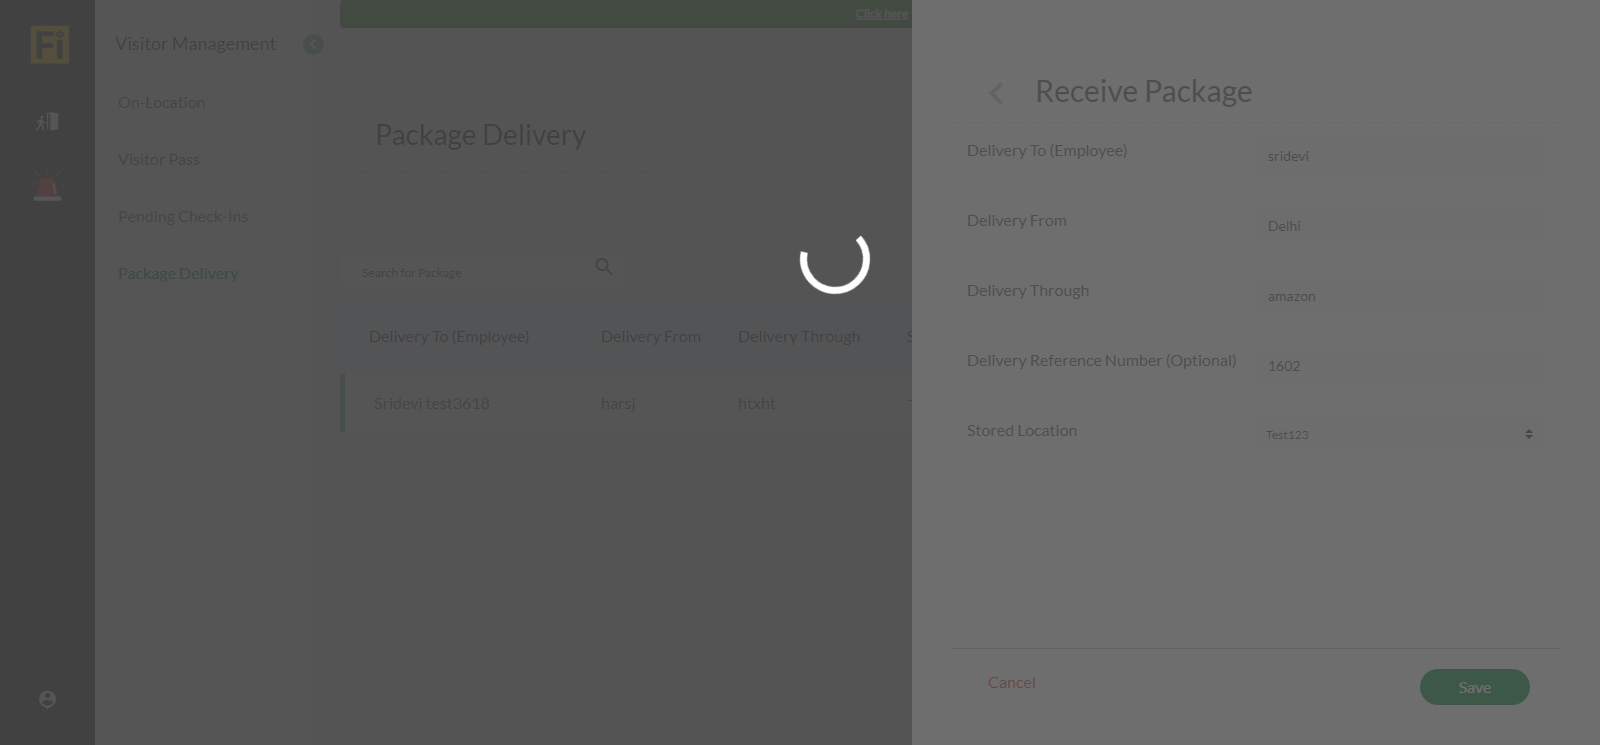 Click here
Fi
Visitor Management
On-Location
Visitor Pass
Pending Check-Ins
Package Delivery
Package Delivery
Search for Package
Delivery To (Employee) Delivery From Delivery Through S
Sridevi test3618 harsj htxht
Receive Package
Delivery To (Employee) sridevi
Delivery From Delhi
Delivery Through amazon
Delivery Reference Number (Optional) 1602
Stored Location Test123
Cancel Save